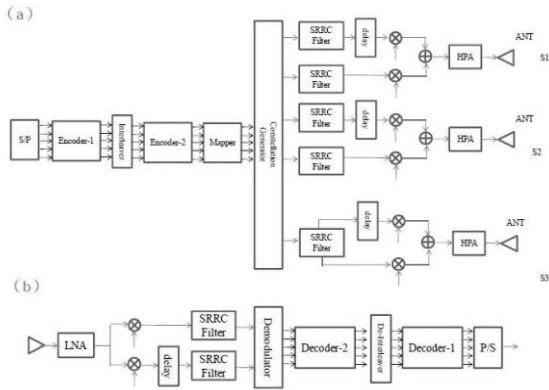 (a)
SRRC
Filter
delay
ANT
HPA
S1
SRRC
Filter
SRRC
Filter
delay
ANT
HPA
S2
SRRC
Filter
S/P
Encoder-1
Interleaver
Encoder-2
Mapper
Constellation
Generator
delay
ANT
SRRC
Filter
HPA
S3
(b)
LNA
SRRC
Filter
delay
SRRC
Filter
Demodulator
Decoder-2
De-interleaver
Decoder-1
P/S